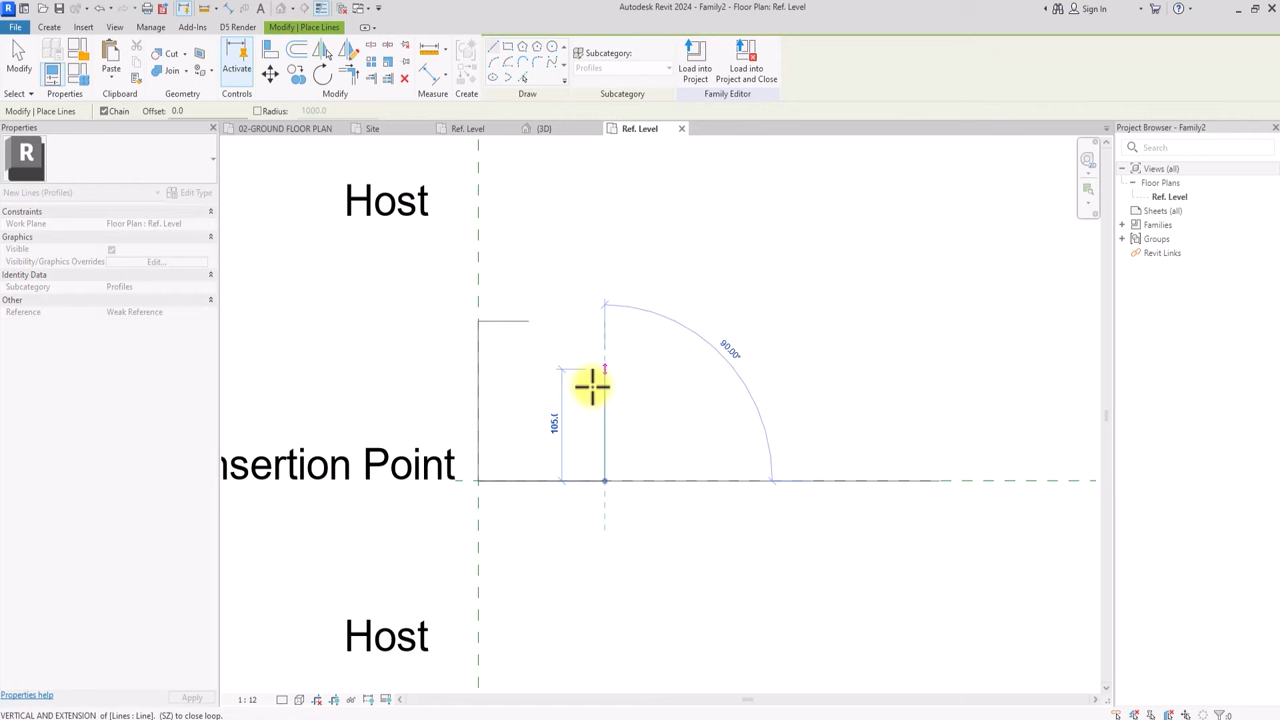 Autodesk Revit 2024 - Family2 - Floor Plan: Ref. Level
Sign In
File Create Insert View Manage Add-Ins D5 Render Modify | Place Lines
Modify Paste Cut Join Activate Subcategory: Profiles Load into Project Load into Project and Close
Select Properties Clipboard Geometry Controls Modify Measure Create Draw Subcategory Family Editor
Modify | Place Lines Chain Offset: 0.0 Radius: 1000.0
Properties
02-GROUND FLOOR PLAN Site Ref. Level {3D} Ref. Level
Project Browser - Family2
R
Search
New Lines (Profiles) Edit Type
Constraints
Work Plane Floor Plan : Ref. Level
Graphics
Visible
Visibility/Graphics Overrides Edit...
Identity Data
Subcategory Profiles
Other
Reference Weak Reference
Views (all)
Floor Plans
Ref. Level
Sheets (all)
Families
Groups
Revit Links
Host
90.00°
105.(
nsertion Point
Host
Properties help Apply
1 : 12
VERTICAL AND EXTENSION of [Lines : Line]. (SZ) to close loop.
:0